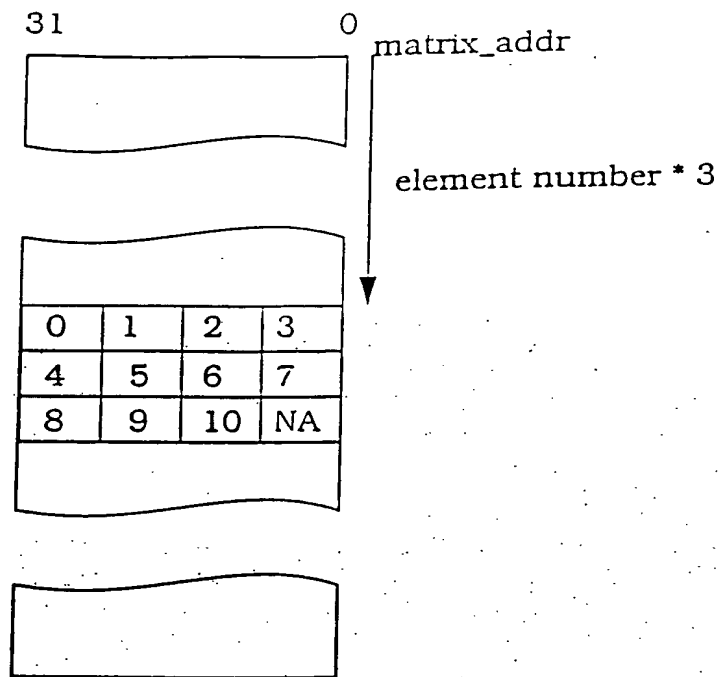 31 0
matrix_addr
element number * 3
0 1 2 3
4 5 6 7
8 9 10 NA